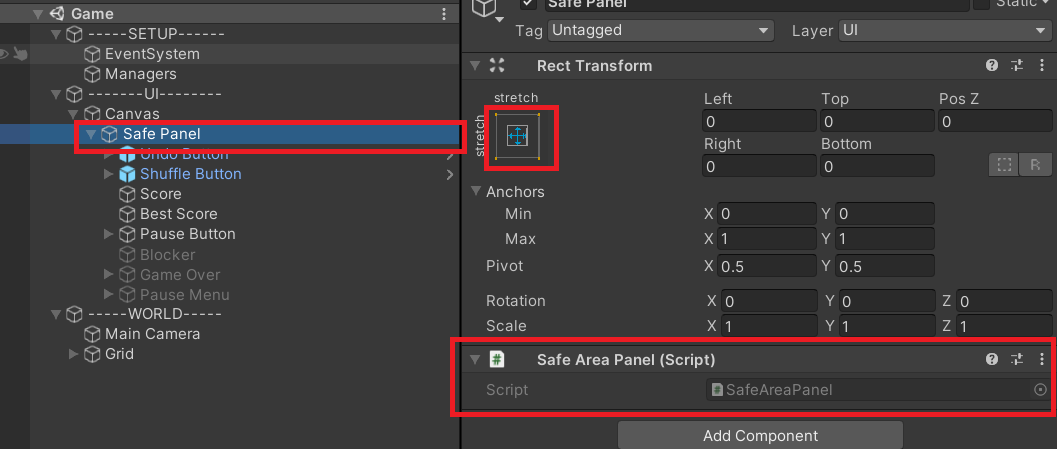 Game
-----SETUP------
EventSystem
Managers
-------UI--------
Canvas
Safe Panel
Undo Button
Shuffle Button
Score
Best Score
Pause Button
Blocker
Game Over
Pause Menu
-----WORLD-----
Main Camera
Grid
Safe Panel Static
Tag Untagged Layer UI
Rect Transform
stretch
stretch
Left Top Pos Z
0 0 0
Right Bottom
0 0 R
Anchors
Min X 0 Y 0
Max X 1 Y 1
Pivot X 0.5 Y 0.5
Rotation X 0 Y 0 Z 0
Scale X 1 Y 1 Z 1
# Safe Area Panel (Script)
Script # SafeAreaPanel
Add Component